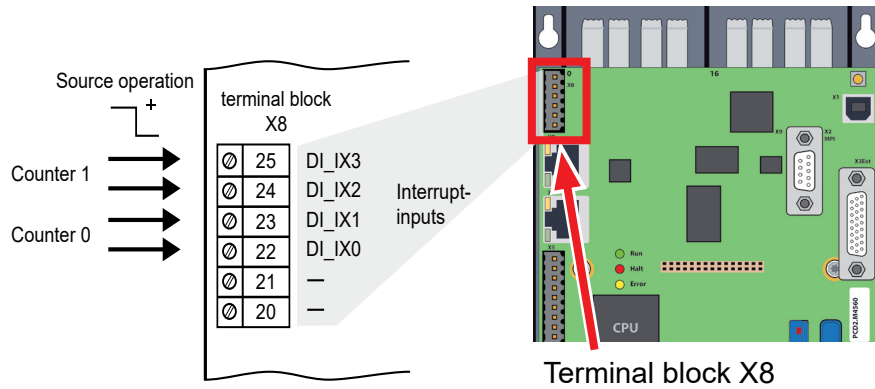 Source operation
+
terminal block
X8
Counter 1
Counter 0
25 DI_IX3
24 DI_IX2
23 DI_IX1
22 DI_IX0
21 —
20 —
Interrupt-
inputs
0
16
X8
X1
X9
X2
MPI
X3Ext
X5
Run
Halt
Error
CPU
PCD2.M4560
Terminal block X8